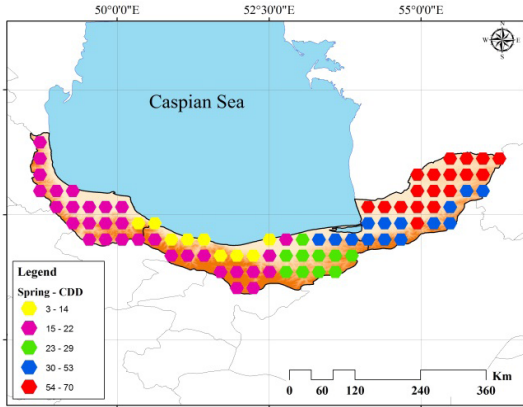 50°0'0"E 52°30'0"E 55°0'0"E
N
W E
S
Caspian Sea
Legend
Spring - CDD
3 - 14
15 - 22
23 - 29
30 - 53
54 - 70
Km
0 60 120 240 360